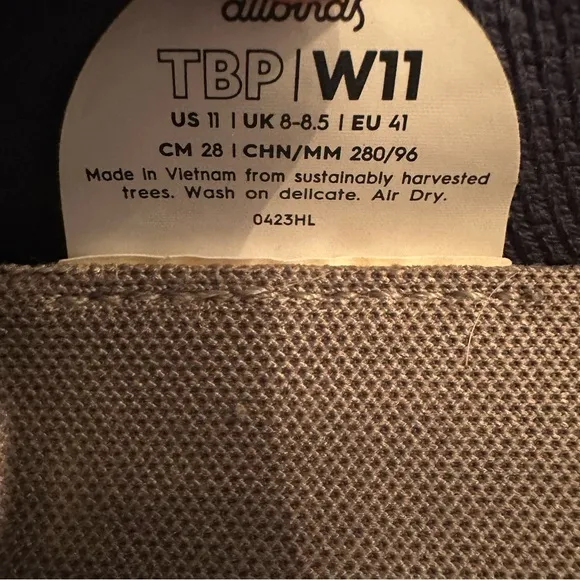 allbirds
TBP | W11
US 11 | UK 8-8.5 | EU 41
CM 28 | CHN/MM 280/96
Made in Vietnam from sustainably harvested
trees. Wash on delicate. Air Dry.
0423HL